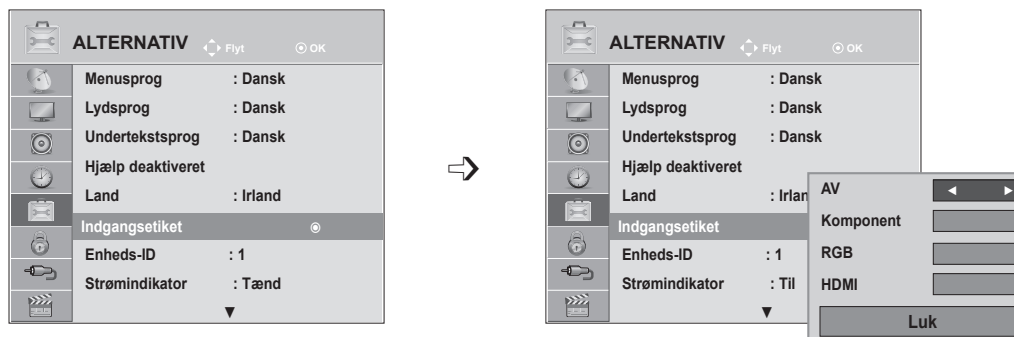 ALTERNATIV Flyt OK
Menusprog : Dansk
Lydsprog : Dansk
Undertekstsprog : Dansk
Hjælp deaktiveret
Land : Irland
Indgangsetiket
Enheds-ID : 1
Strømindikator : Tænd
ALTERNATIV Flyt OK
Menusprog : Dansk
Lydsprog : Dansk
Undertekstsprog : Dansk
Hjælp deaktiveret
Land : Irlan
Indgangsetiket
Enheds-ID : 1
Strømindikator : Til
AV
Komponent
RGB
HDMI
Luk